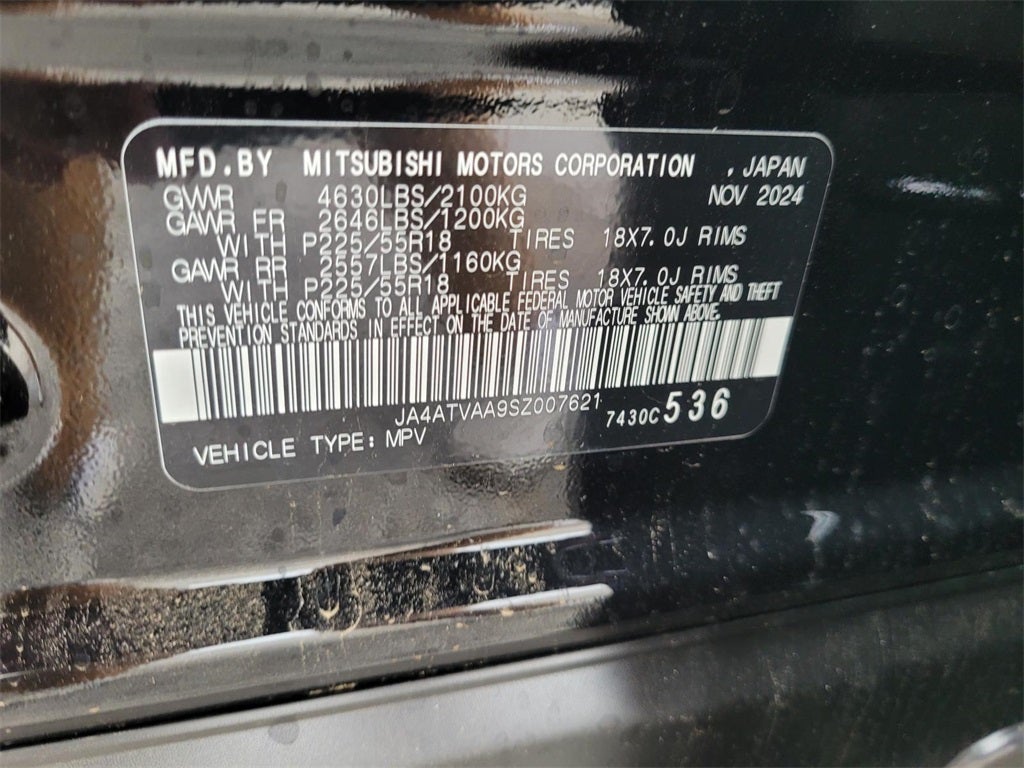 MFD.BY MITSUBISHI MOTORS CORPORATION , JAPAN
GVWR 4630LBS/2100KG NOV 2024
GAWR FR 2646LBS/1200KG
WITH P225/55R18 TIRES 18X7.0J RIMS
GAWR RR 2557LBS/1160KG
WITH P225/55R18 TIRES 18X7.0J RIMS
THIS VEHICLE CONFORMS TO ALL APPLICABLE FEDERAL MOTOR VEHICLE SAFETY AND THEFT
PREVENTION STANDARDS IN EFFECT ON THE DATE OF MANUFACTURE SHOWN ABOVE.
JA4ATVAA9SZ007621 7430C 536
VEHICLE TYPE: MPV